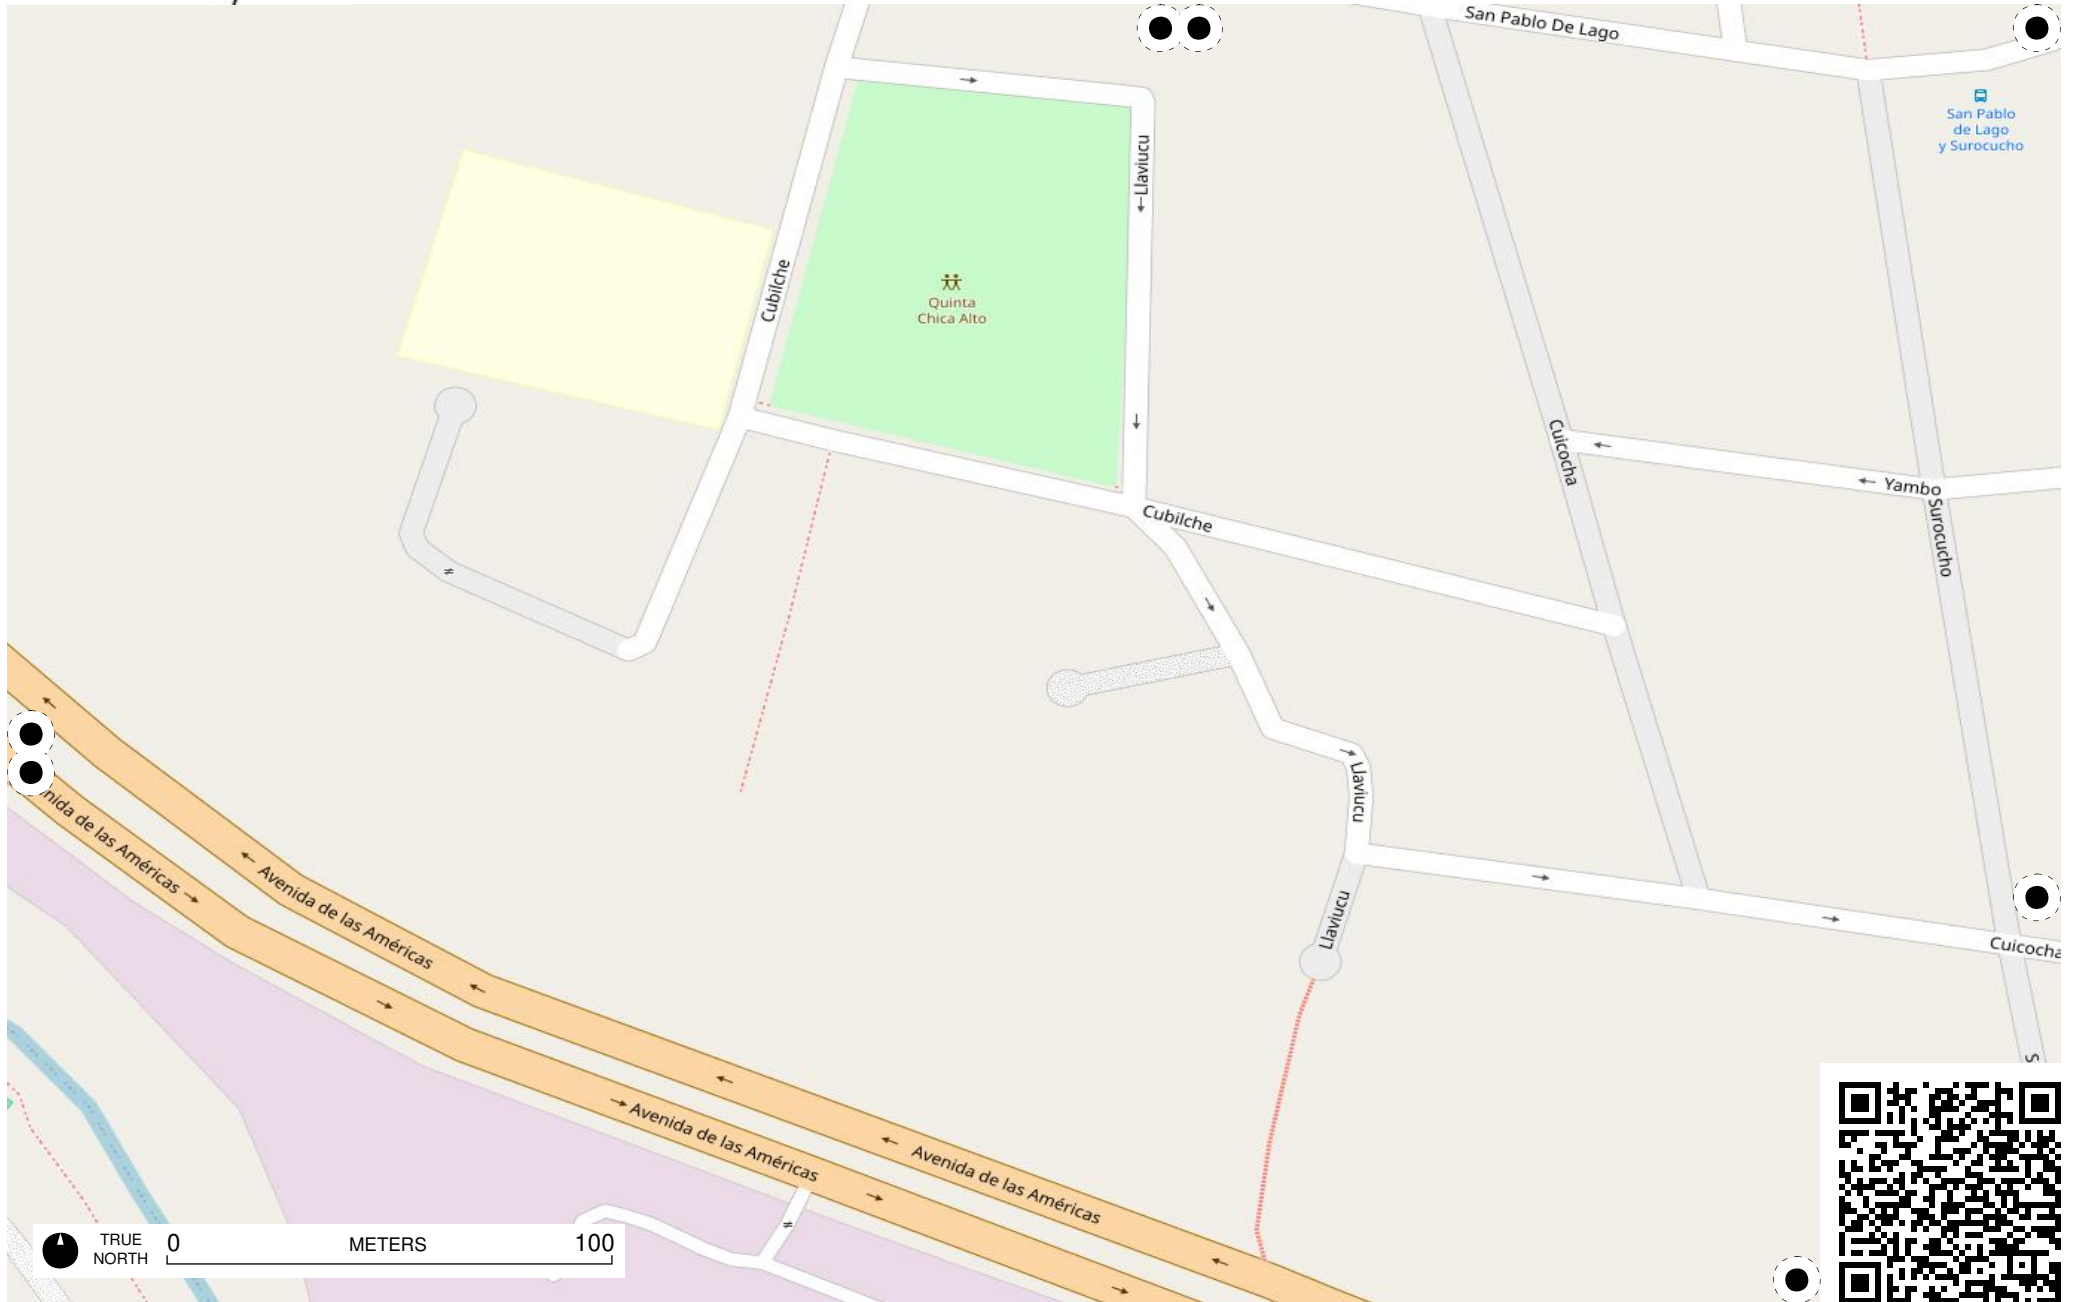 San Pablo De Lago
San Pablo
de Lago
y Surocucho
Llaviucu
Cubilche
Quinta
Chica Alto
Cuicocha
Yambo
Surocucho
Cubilche
Llaviucu
Avenida de las Américas
Avenida de las Américas
Llaviucu
Cuicocha
S
Avenida de las Américas
Avenida de las Américas
TRUE
NORTH
0 METERS 100